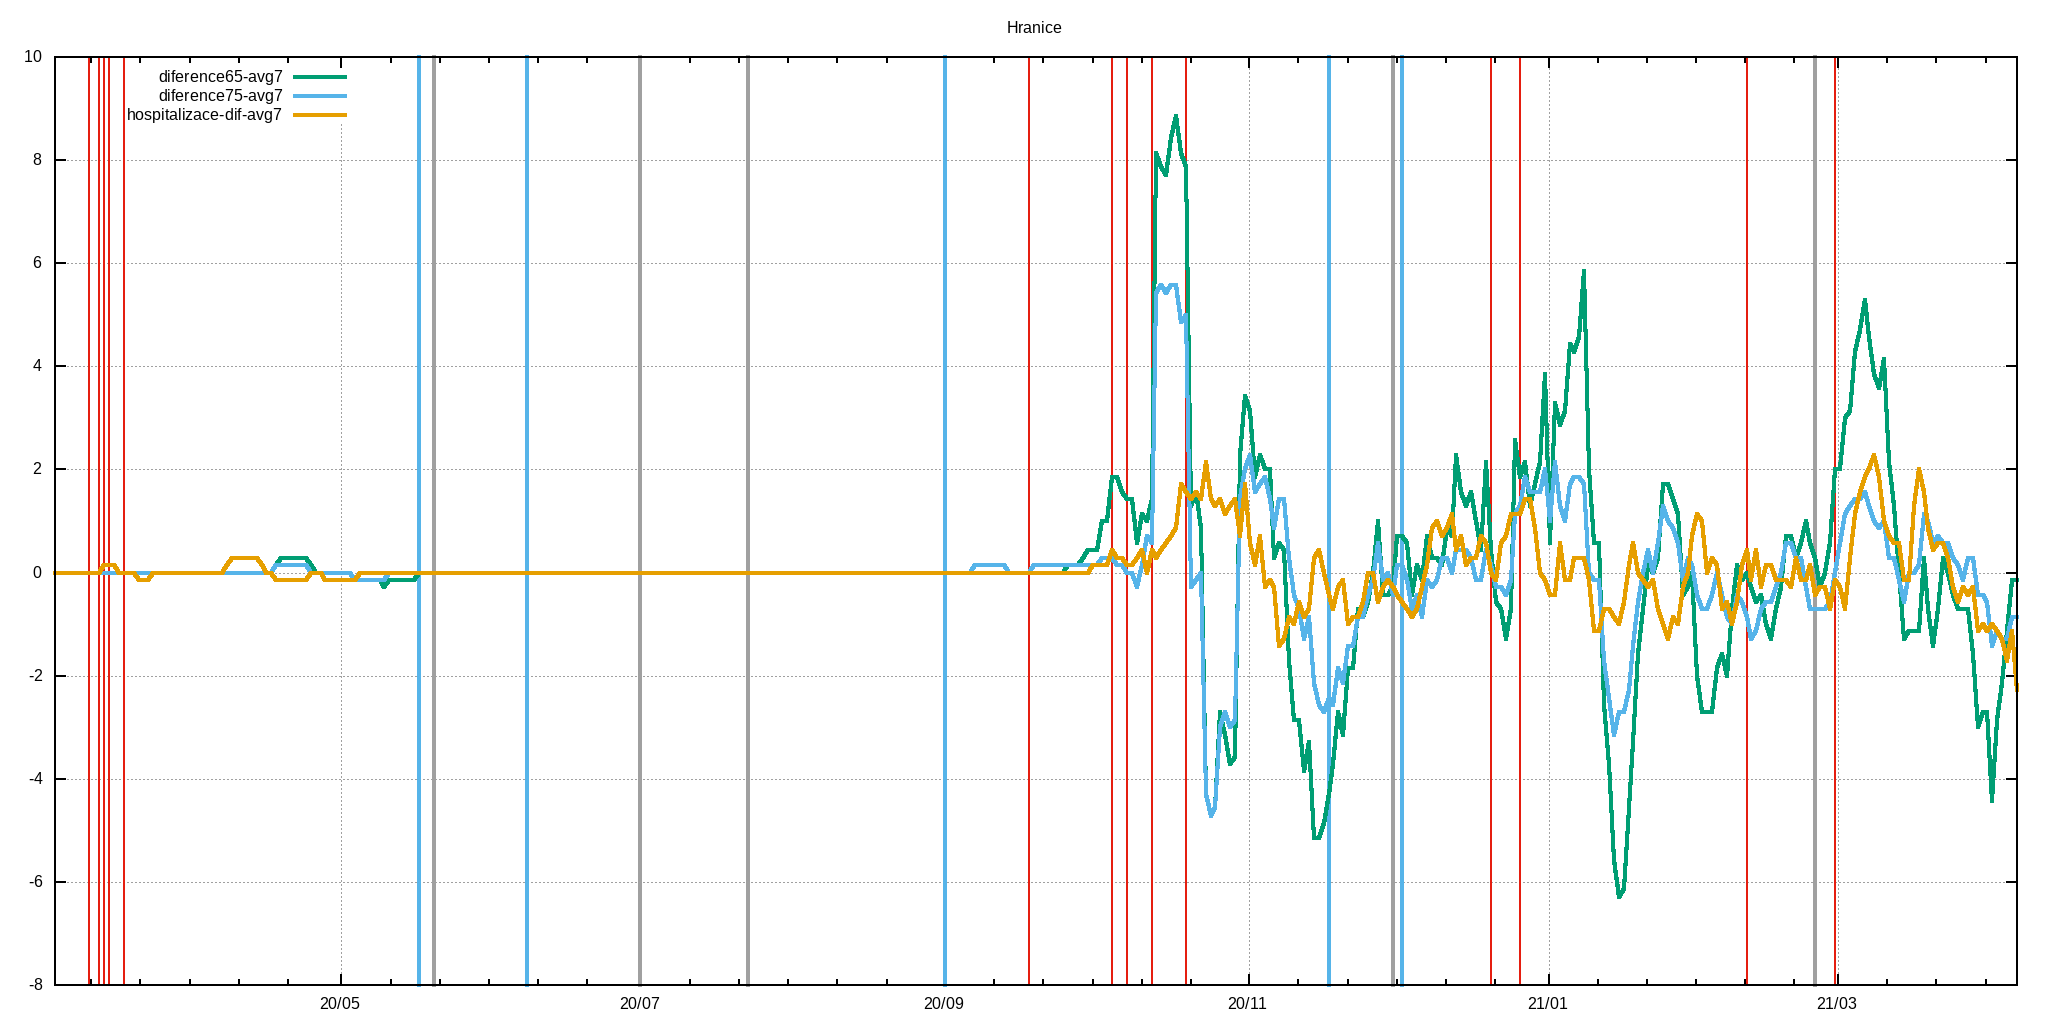 Hranice
10
diference65-avg7
diference75-avg7
hospitalizace-dif-avg7
8
6
4
2
0
-2
-4
-6
-8
20/05 20/07 20/09 20/11 21/01 21/03